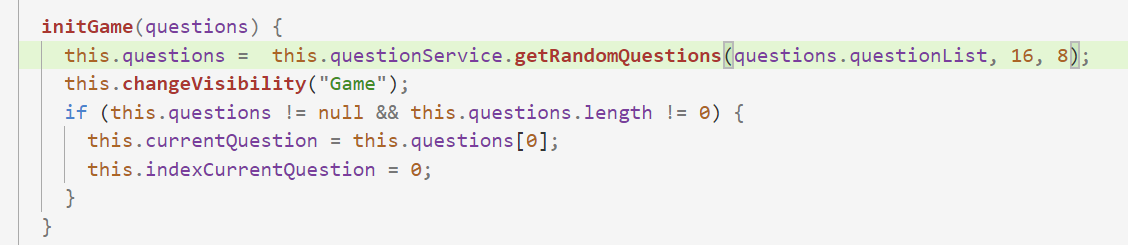 initGame(questions) {
this.questions =  this.questionService.getRandomQuestions(questions.questionList, 16, 8);
this.changeVisibility("Game");
if (this.questions != null && this.questions.length != 0) {
this.currentQuestion = this.questions[0];
this.indexCurrentQuestion = 0;
}
}